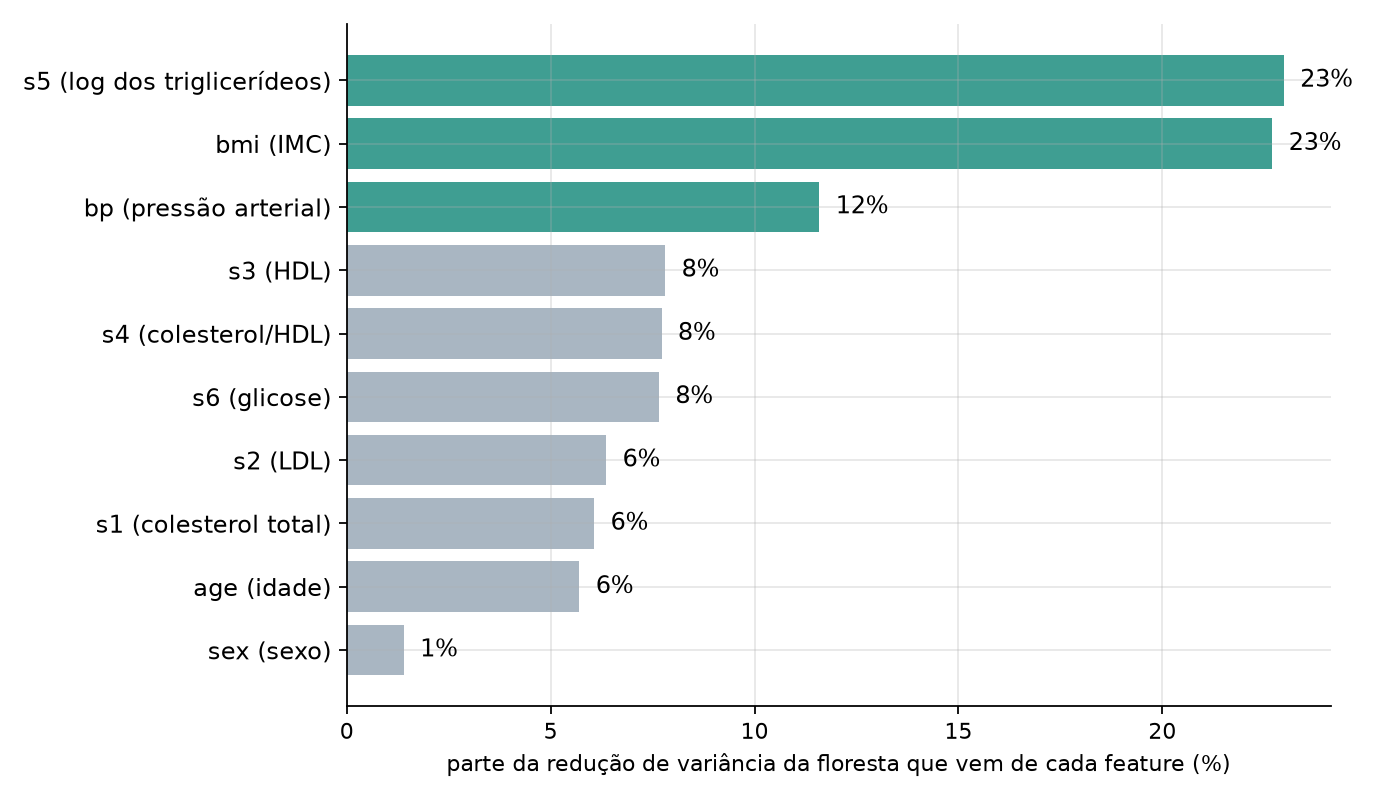 s5 (log dos triglicerídeos) 23%
bmi (IMC) 23%
bp (pressão arterial) 12%
s3 (HDL) 8%
s4 (colesterol/HDL) 8%
s6 (glicose) 8%
s2 (LDL) 6%
s1 (colesterol total) 6%
age (idade) 6%
sex (sexo) 1%
0 5 10 15 20
parte da redução de variância da floresta que vem de cada feature (%)